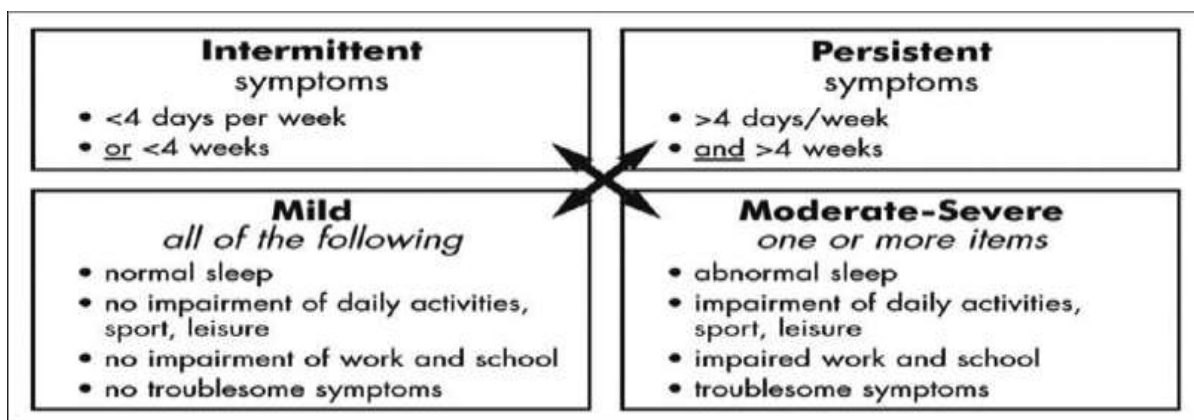 Intermittent
symptoms
• <4 days per week
• or <4 weeks
Persistent
symptoms
• >4 days/week
• and >4 weeks
Mild
all of the following
• normal sleep
• no impairment of daily activities,
sport, leisure
• no impairment of work and school
• no troublesome symptoms
Moderate-Severe
one or more items
• abnormal sleep
• impairment of daily activities,
sport, leisure
• impaired work and school
• troublesome symptoms